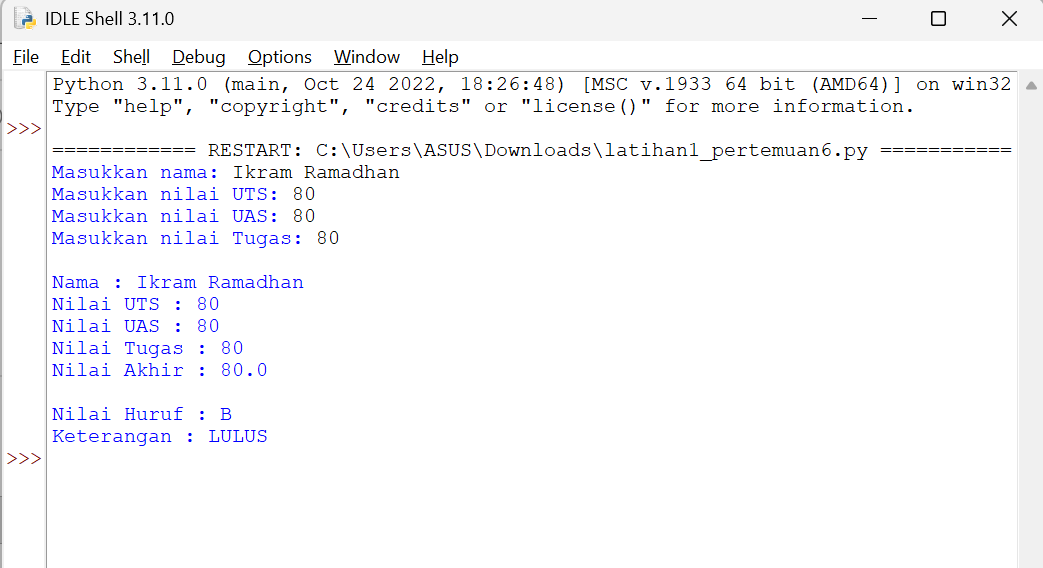 IDLE Shell 3.11.0
File Edit Shell Debug Options Window Help
Python 3.11.0 (main, Oct 24 2022, 18:26:48) [MSC v.1933 64 bit (AMD64)] on win32
Type "help", "copyright", "credits" or "license()" for more information.
>>>
============ RESTART: C:\Users\ASUS\Downloads\latihan1_pertemuan6.py ===========
Masukkan nama: Ikram Ramadhan
Masukkan nilai UTS: 80
Masukkan nilai UAS: 80
Masukkan nilai Tugas: 80
Nama : Ikram Ramadhan
Nilai UTS : 80
Nilai UAS : 80
Nilai Tugas : 80
Nilai Akhir : 80.0
Nilai Huruf : B
Keterangan : LULUS
>>>